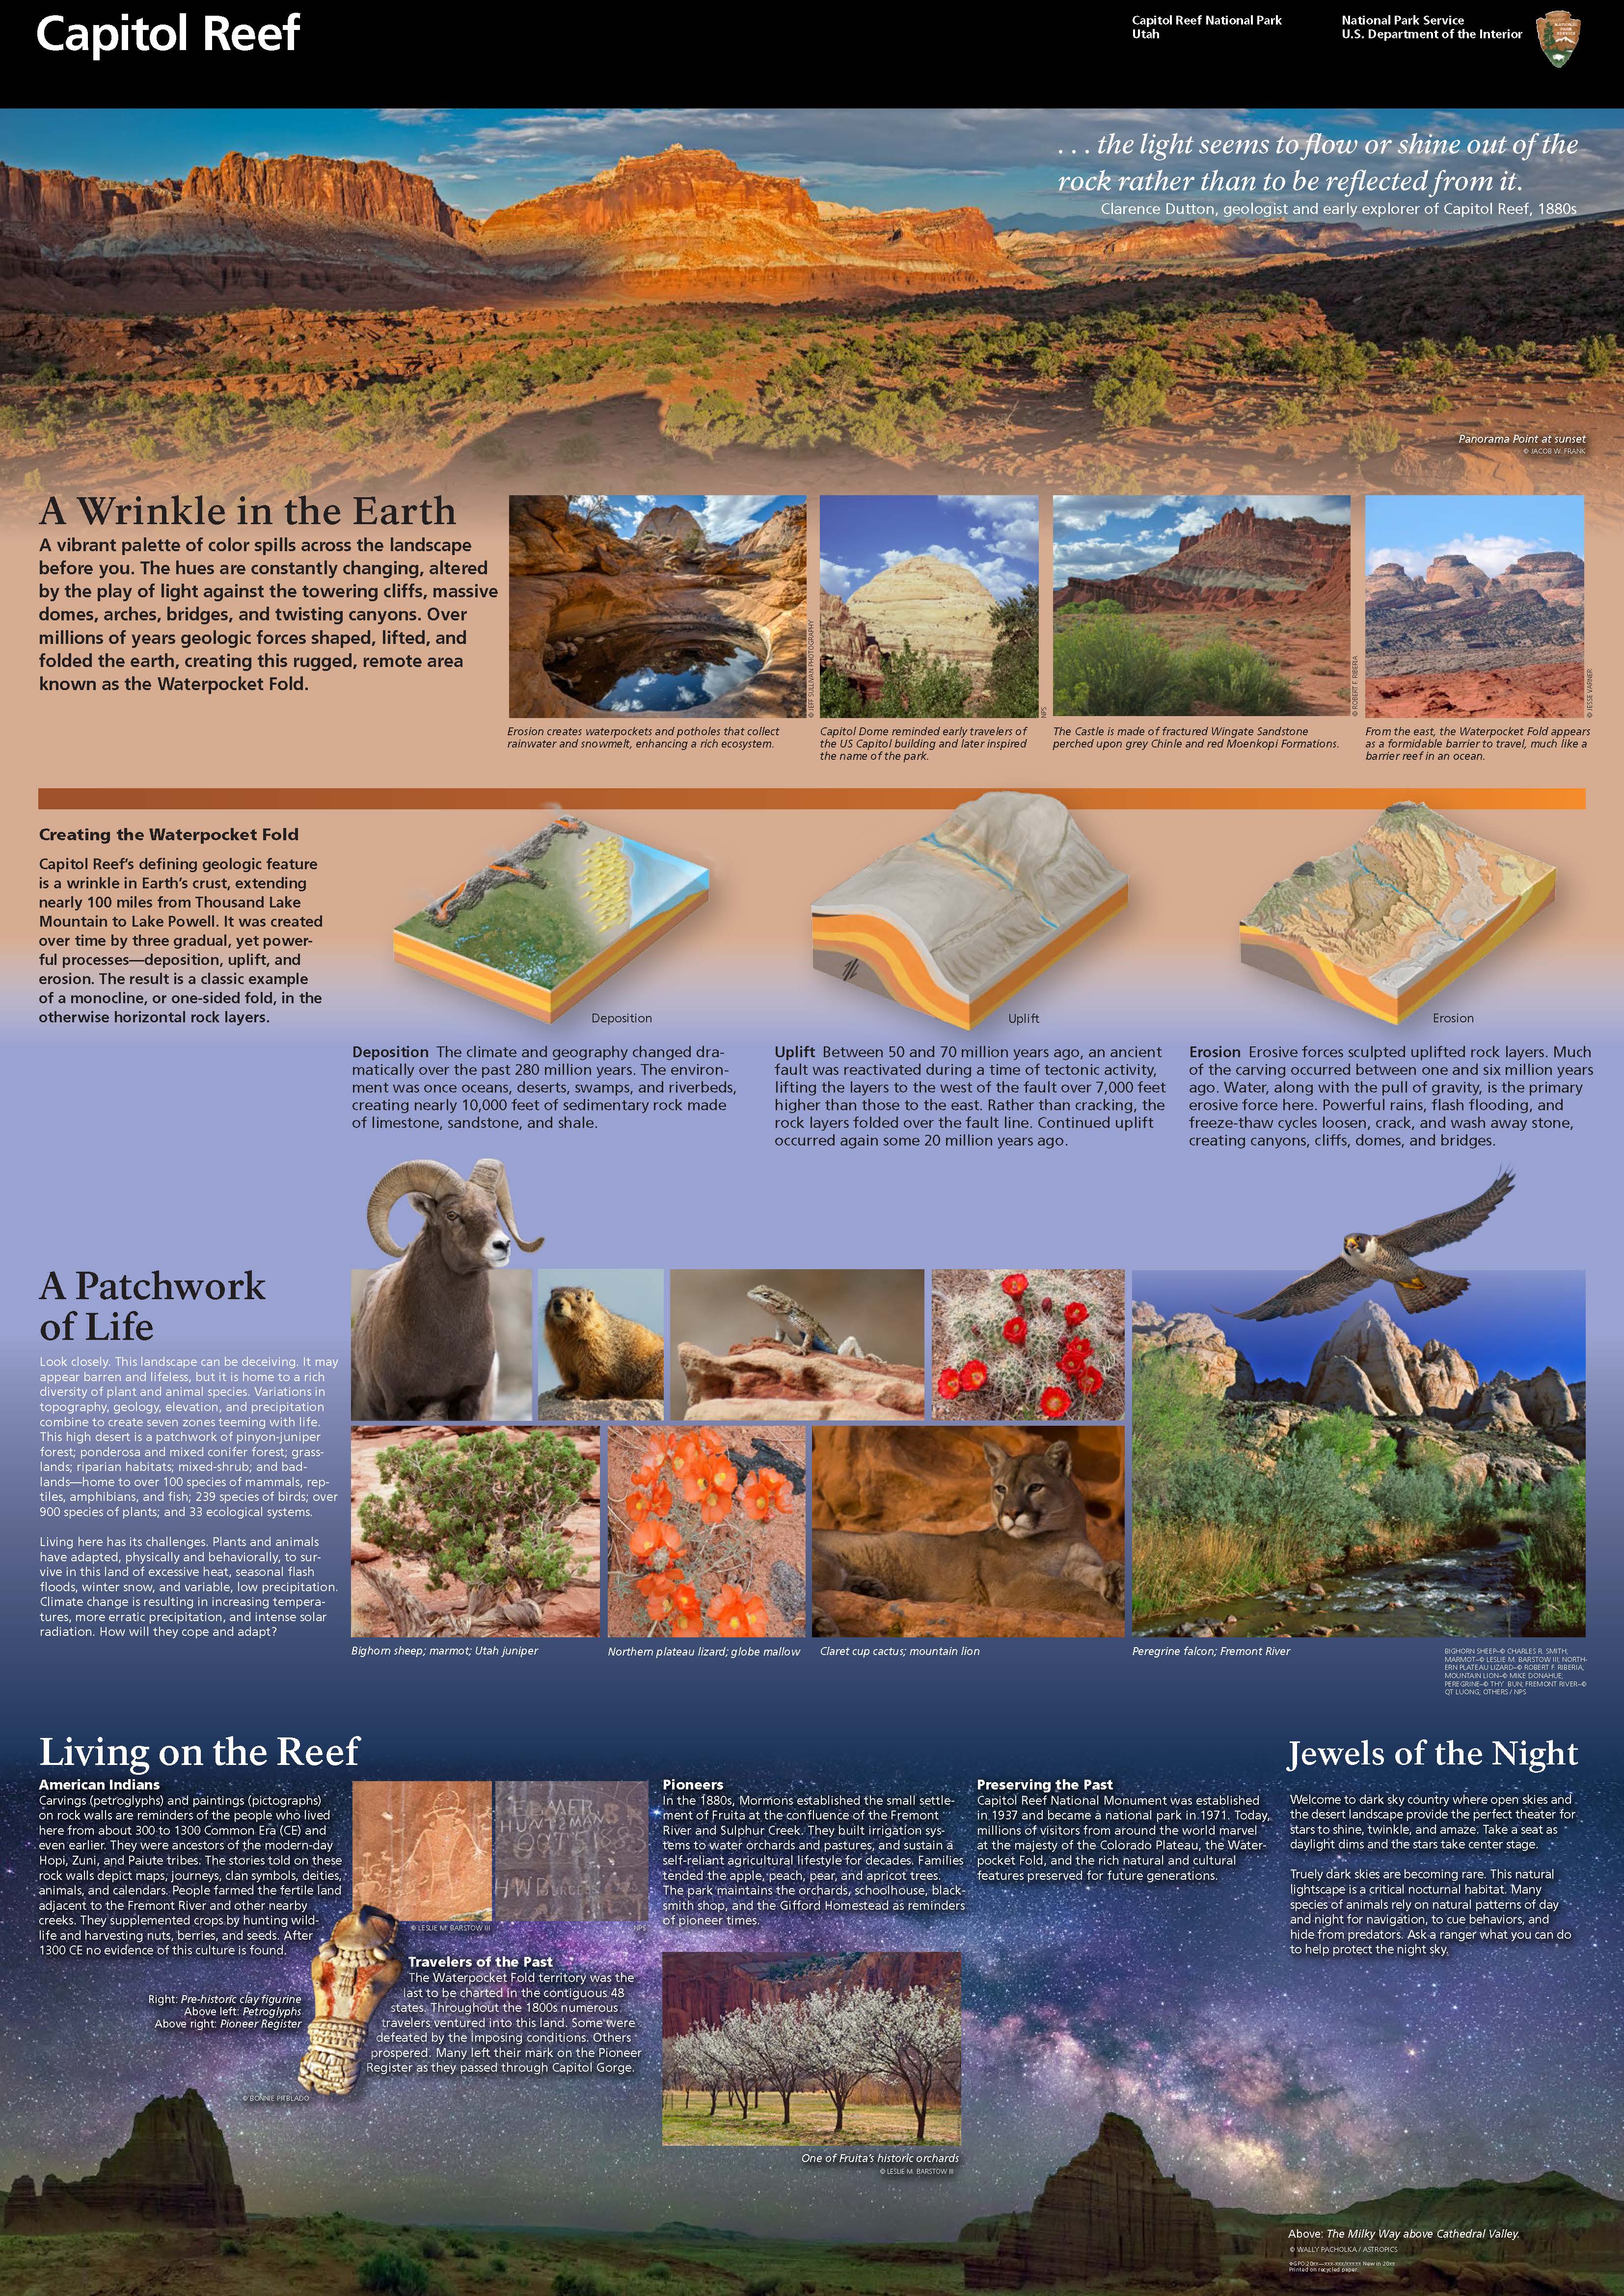 Capitol Reef
Capitol Reef National Park
Utah
National Park Service
U.S. Department of the Interior
. . . the light seems to flow or shine out of the
rock rather than to be reflected from it.
Clarence Dutton, geologist and early explorer of Capitol Reef, 1880s
Panorama Point at sunset
© JACOB W. FRANK
A Wrinkle in the Earth
A vibrant palette of color spills across the landscape
before you. The hues are constantly changing, altered
by the play of light against the towering cliffs, massive
domes, arches, bridges, and twisting canyons. Over
millions of years geologic forces shaped, lifted, and
folded the earth, creating this rugged, remote area
known as the Waterpocket Fold.
© JEFF SULLIVAN PHOTOGRAPHY
NPS
© ROBERT F. RIBERIA
© JESSE VARNER
Erosion creates waterpockets and potholes that collect
rainwater and snowmelt, enhancing a rich ecosystem.
Capitol Dome reminded early travelers of
the US Capitol building and later inspired
the name of the park.
The Castle is made of fractured Wingate Sandstone
perched upon grey Chinle and red Moenkopi Formations.
From the east, the Waterpocket Fold appears
as a formidable barrier to travel, much like a
barrier reef in an ocean.
Creating the Waterpocket Fold
Capitol Reef’s defining geologic feature
is a wrinkle in Earth’s crust, extending
nearly 100 miles from Thousand Lake
Mountain to Lake Powell. It was created
over time by three gradual, yet power-
ful processes—deposition, uplift, and
erosion. The result is a classic example
of a monocline, or one-sided fold, in the
otherwise horizontal rock layers.
Deposition
Uplift
Erosion
Deposition The climate and geography changed dra-
matically over the past 280 million years. The environ-
ment was once oceans, deserts, swamps, and riverbeds,
creating nearly 10,000 feet of sedimentary rock made
of limestone, sandstone, and shale.
Uplift Between 50 and 70 million years ago, an ancient
fault was reactivated during a time of tectonic activity,
lifting the layers to the west of the fault over 7,000 feet
higher than those to the east. Rather than cracking, the
rock layers folded over the fault line. Continued uplift
occurred again some 20 million years ago.
Erosion Erosive forces sculpted uplifted rock layers. Much
of the carving occurred between one and six million years
ago. Water, along with the pull of gravity, is the primary
erosive force here. Powerful rains, flash flooding, and
freeze-thaw cycles loosen, crack, and wash away stone,
creating canyons, cliffs, domes, and bridges.
A Patchwork
of Life
Look closely. This landscape can be deceiving. It may
appear barren and lifeless, but it is home to a rich
diversity of plant and animal species. Variations in
topography, geology, elevation, and precipitation
combine to create seven zones teeming with life.
This high desert is a patchwork of pinyon-juniper
forest; ponderosa and mixed conifer forest; grass-
lands; riparian habitats; mixed-shrub; and bad-
lands—home to over 100 species of mammals, rep-
tiles, amphibians, and fish; 239 species of birds; over
900 species of plants; and 33 ecological systems.
Living here has its challenges. Plants and animals
have adapted, physically and behaviorally, to sur-
vive in this land of excessive heat, seasonal flash
floods, winter snow, and variable, low precipitation.
Climate change is resulting in increasing tempera-
tures, more erratic precipitation, and intense solar
radiation. How will they cope and adapt?
Bighorn sheep; marmot; Utah juniper
Northern plateau lizard; globe mallow
Claret cup cactus; mountain lion
Peregrine falcon; Fremont River
BIGHORN SHEEP–© CHARLES R. SMITH;
MARMOT–© LESLIE M. BARSTOW III; NORTH-
ERN PLATEAU LIZARD–© ROBERT F. RIBERIA;
MOUNTAIN LION–© MIKE DONAHUE;
PEREGRINE–© THY BUN; FREMONT RIVER–©
QT LUONG; OTHERS / NPS
Living on the Reef
American Indians
Carvings (petroglyphs) and paintings (pictographs)
on rock walls are reminders of the people who lived
here from about 300 to 1300 Common Era (CE) and
even earlier. They were ancestors of the modern-day
Hopi, Zuni, and Paiute tribes. The stories told on these
rock walls depict maps, journeys, clan symbols, deities,
animals, and calendars. People farmed the fertile land
adjacent to the Fremont River and other nearby
creeks. They supplemented crops by hunting wild-
life and harvesting nuts, berries, and seeds. After
1300 CE no evidence of this culture is found.
Right: Pre-historic clay figurine
Above left: Petroglyphs
Above right: Pioneer Register
© BONNIE PITBLADO
ELMER
HUNTZMAN
© LESLIE M. BARSTOW III
NPS
Travelers of the Past
The Waterpocket Fold territory was the
last to be charted in the contiguous 48
states. Throughout the 1800s numerous
travelers ventured into this land. Some were
defeated by the imposing conditions. Others
prospered. Many left their mark on the Pioneer
Register as they passed through Capitol Gorge.
Pioneers
In the 1880s, Mormons established the small settle-
ment of Fruita at the confluence of the Fremont
River and Sulphur Creek. They built irrigation sys-
tems to water orchards and pastures, and sustain a
self-reliant agricultural lifestyle for decades. Families
tended the apple, peach, pear, and apricot trees.
The park maintains the orchards, schoolhouse, black-
smith shop, and the Gifford Homestead as reminders
of pioneer times.
One of Fruita’s historic orchards
© LESLIE M. BARSTOW III
Preserving the Past
Capitol Reef National Monument was established
in 1937 and became a national park in 1971. Today,
millions of visitors from around the world marvel
at the majesty of the Colorado Plateau, the Water-
pocket Fold, and the rich natural and cultural
features preserved for future generations.
Jewels of the Night
Welcome to dark sky country where open skies and
the desert landscape provide the perfect theater for
stars to shine, twinkle, and amaze. Take a seat as
daylight dims and the stars take center stage.
Truely dark skies are becoming rare. This natural
lightscape is a critical nocturnal habitat. Many
species of animals rely on natural patterns of day
and night for navigation, to cue behaviors, and
hide from predators. Ask a ranger what you can do
to help protect the night sky.
Above: The Milky Way above Cathedral Valley.
© WALLY PACHOLKA / ASTROPICS
Printed on recycled paper.